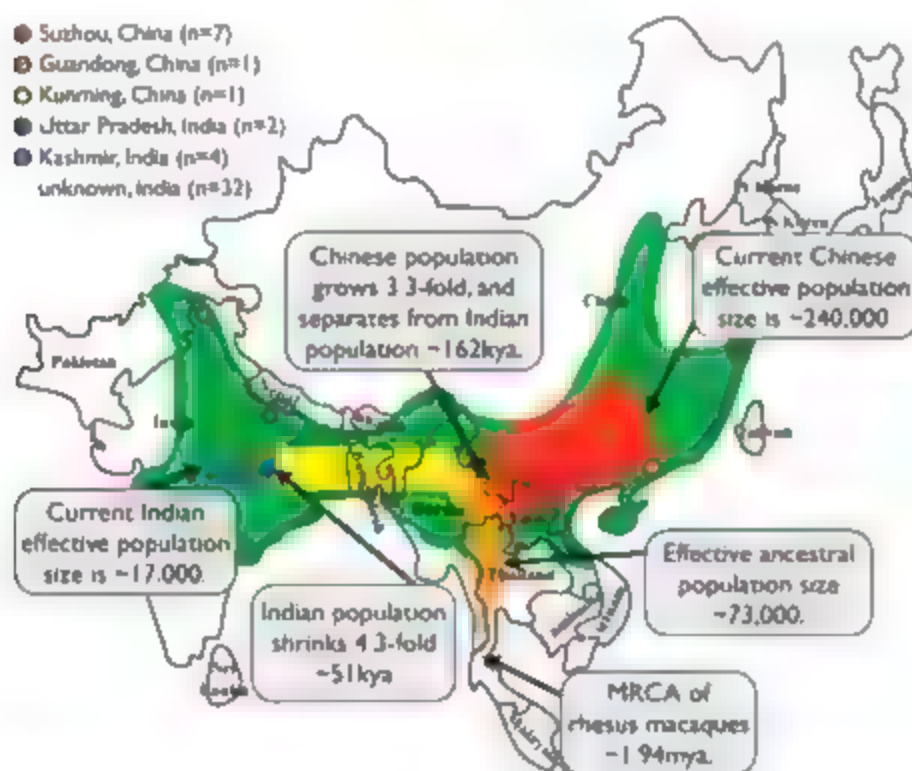 Suzhou, China (n=7)
Guandong, China (n=1)
Kunming, China (n=1)
Uttar Pradesh, India (n=2)
Kashmir, India (n=4)
unknown, india (n=32)
Chinese population
grows 3.3-fold, and
separates from Indian
population ~162kya.
Current Chinese
effective population
size is ~240,000
Pakistan
Current Indian
effective population
size is ~17,000.
Indian population
shrinks 4.3-fold
~51kya
Thailand
Effective ancestral
population size
~73,000.
MRCA of
rhesus macaques
~1.94mya.